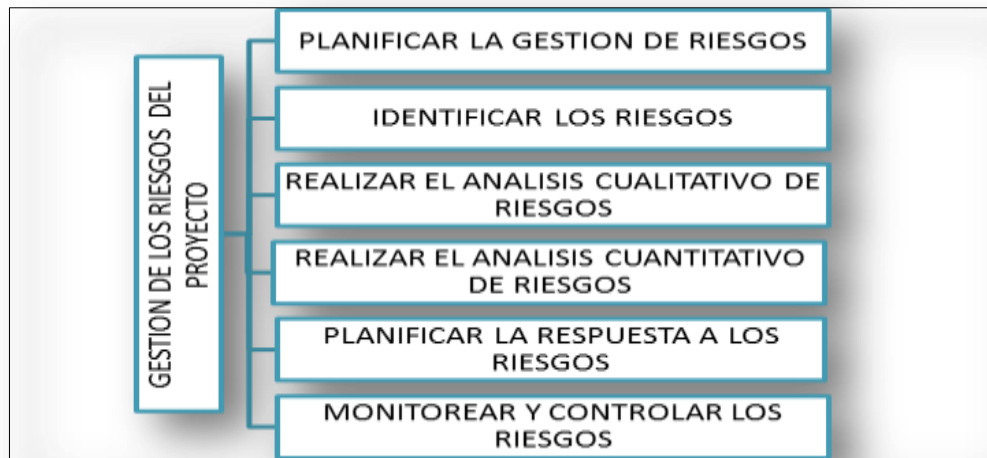 GESTION DE LOS RIESGOS DEL
PROYECTO
PLANIFICAR LA GESTION DE RIESGOS
IDENTIFICAR LOS RIESGOS
REALIZAR EL ANALISIS CUALITATIVO DE
RIESGOS
REALIZAR EL ANALISIS CUANTITATIVO
DE RIESGOS
PLANIFICAR LA RESPUESTA A LOS
RIESGOS
MONITOREAR Y CONTROLAR LOS
RIESGOS